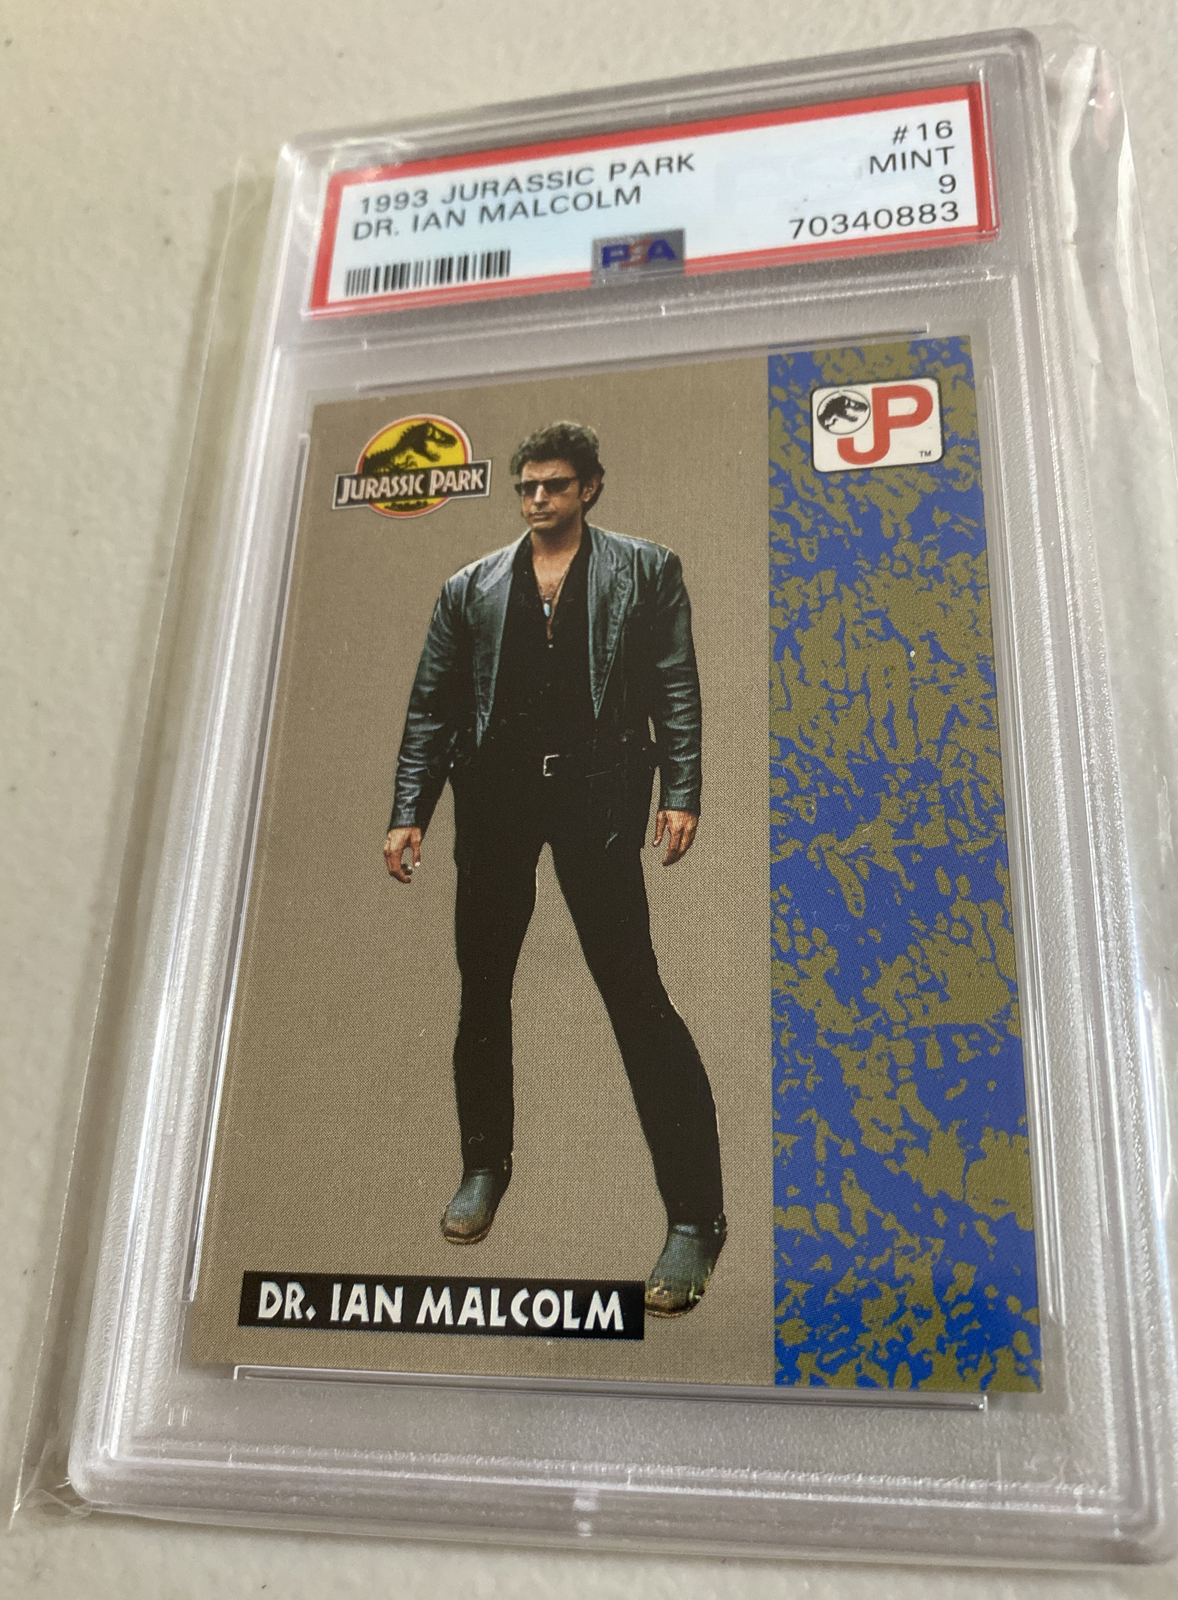 1993 JURASSIC PARK
DR. IAN MALCOLM
#16
MINT
9
70340883
PSA
JURASSIC PARK
JP
TM
DR. IAN MALCOLM